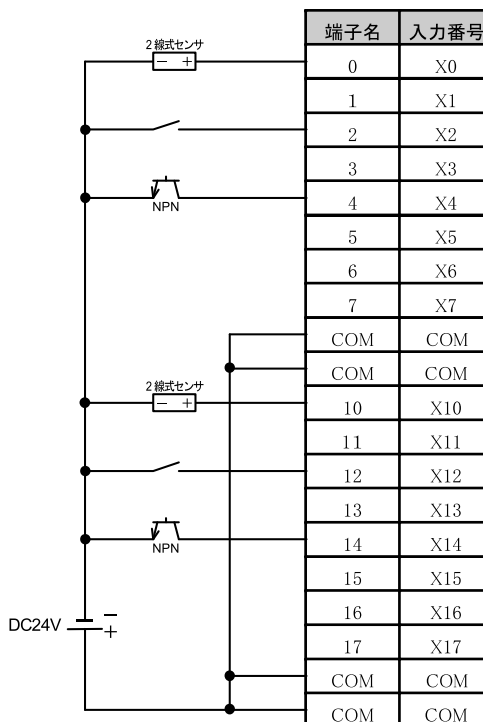 端子名 入力番号
2線式センサ
− +
0 X0
1 X1
2 X2
3 X3
NPN
4 X4
5 X5
6 X6
7 X7
COM COM
COM COM
2線式センサ
− +
10 X10
11 X11
12 X12
13 X13
NPN
14 X14
15 X15
16 X16
DC24V − +
17 X17
COM COM
COM COM